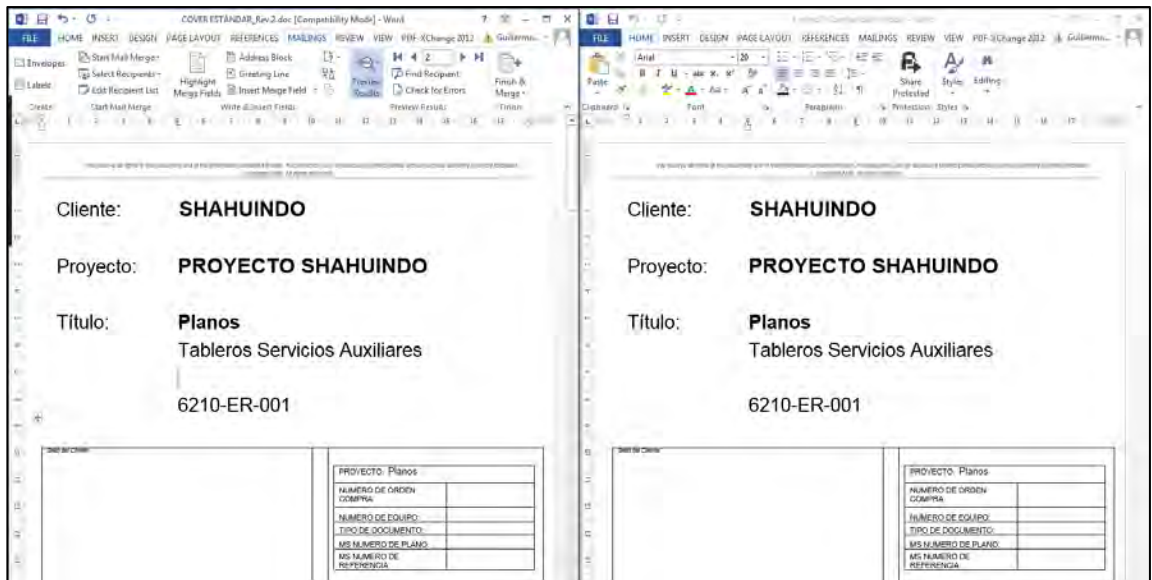 COVER ESTÁNDAR_Rev.2.doc [Compatibility Mode] - Word
FILE HOME INSERT DESIGN PAGE LAYOUT REFERENCES MAILINGS REVIEW VIEW PDF-XChange 2012 Guillermo...
Envelopes
Labels
Create
Start Mail Merge
Select Recipients
Edit Recipient List
Start Mail Merge
Highlight Merge Fields
Address Block
Greeting Line
Insert Merge Field
Write & Insert Fields
Preview Results
2
Find Recipient
Check for Errors
Preview Results
Finish & Merge
Finish
Cliente: SHAHUINDO
Proyecto: PROYECTO SHAHUINDO
Título: Planos
Tableros Servicios Auxiliares
6210-ER-001
PROYECTO: Planos
NUMERO DE ORDEN COMPRA:
NUMERO DE EQUIPO:
TIPO DE DOCUMENTO:
MS NUMERO DE PLANO:
MS NUMERO DE REFERENCIA:
FILE HOME INSERT DESIGN PAGE LAYOUT REFERENCES MAILINGS REVIEW VIEW PDF-XChange 2012 Guillermo...
Paste
Clipboard
Arial 20
Font
Paragraph
Share Protected
Protection
Styles
Styles
Editing
Cliente: SHAHUINDO
Proyecto: PROYECTO SHAHUINDO
Título: Planos
Tableros Servicios Auxiliares
6210-ER-001
PROYECTO: Planos
NUMERO DE ORDEN COMPRA:
NUMERO DE EQUIPO:
TIPO DE DOCUMENTO:
MS NUMERO DE PLANO:
MS NUMERO DE REFERENCIA: